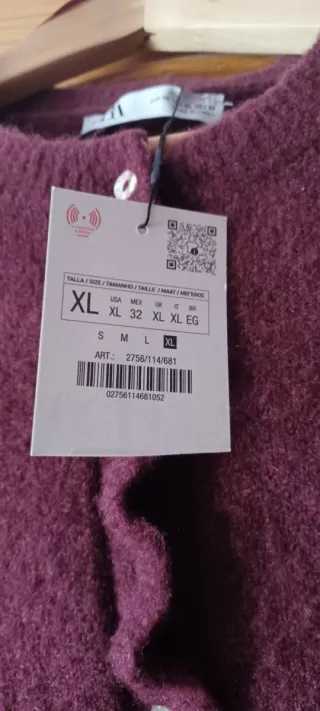 TALLA / SIZE / TAMANHO / TAILLE / MAAT / ΜΕΓΕΘΟΣ
XL
USA MEX UK IT BR
XL 32 XL XL EG
S M L XL
ART.: 2756/114/681
02756114681052